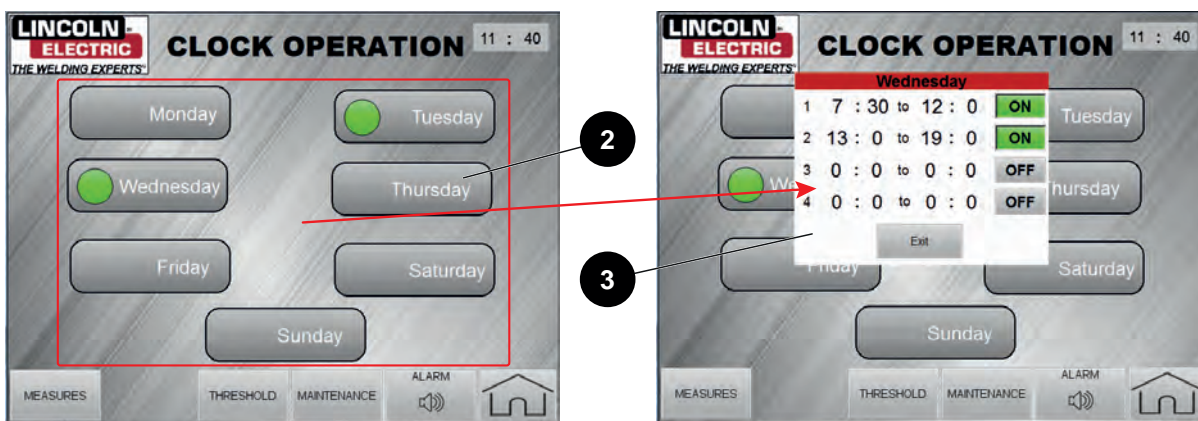 LINCOLN
ELECTRIC
THE WELDING EXPERTS®
CLOCK OPERATION
11 : 40
Monday
Tuesday
Wednesday
Thursday
Friday
Saturday
Sunday
MEASURES
THRESHOLD
MAINTENANCE
ALARM
2
3
LINCOLN
ELECTRIC
THE WELDING EXPERTS®
CLOCK OPERATION
11 : 40
Wednesday
1 7 : 30 to 12 : 0 ON
2 13 : 0 to 19 : 0 ON
3 0 : 0 to 0 : 0 OFF
4 0 : 0 to 0 : 0 OFF
Exit
Tuesday
We
Thursday
Friday
Saturday
Sunday
MEASURES
THRESHOLD
MAINTENANCE
ALARM